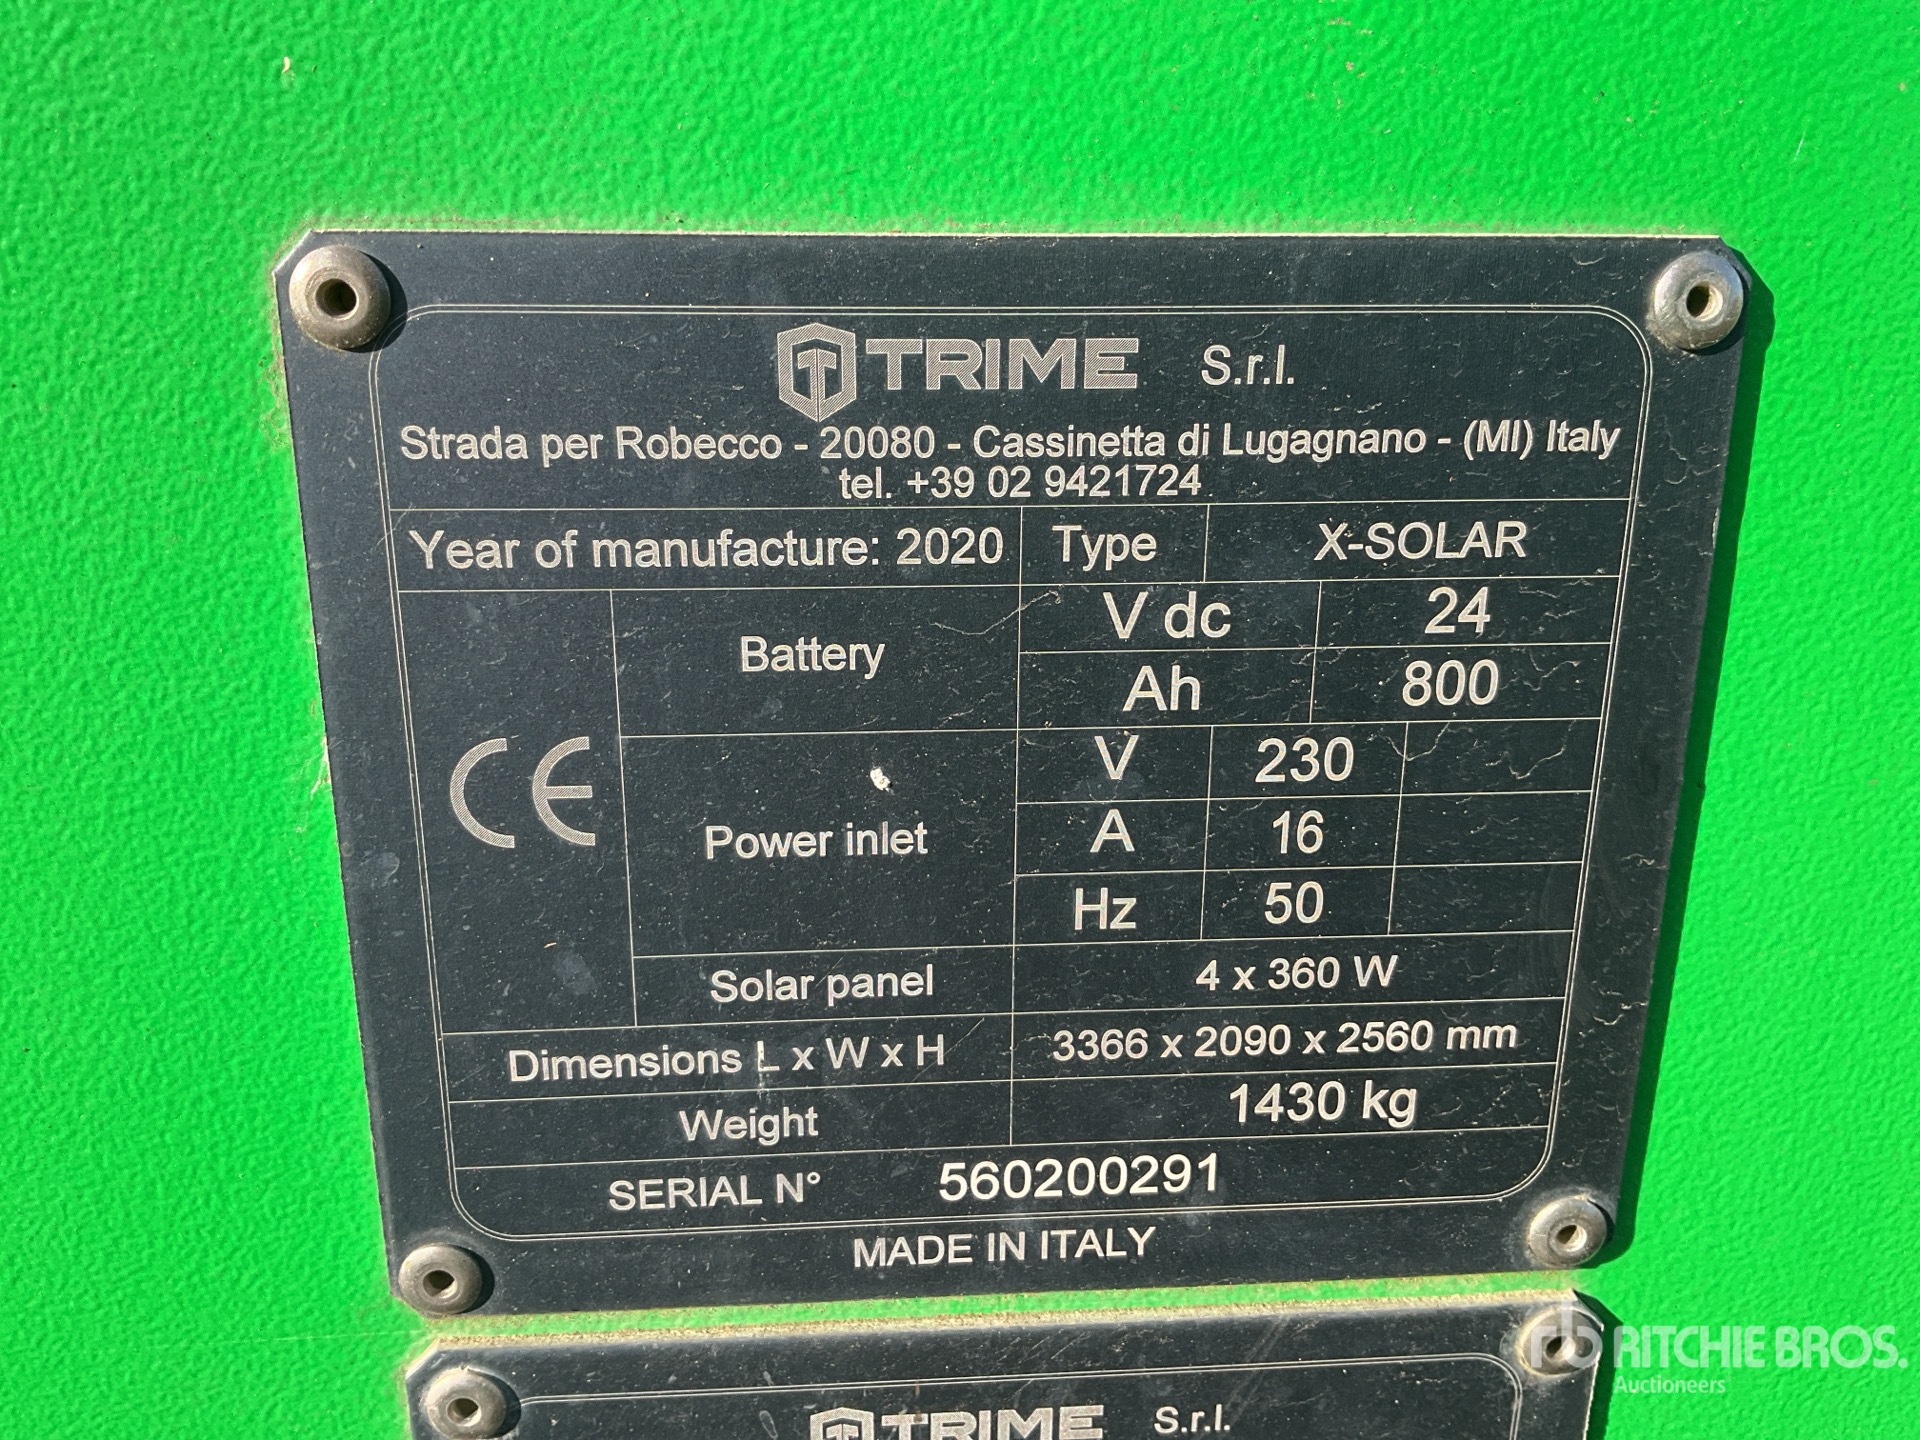 TRIME S.r.l.
Strada per Robecco - 20080 - Cassinetta di Lugagnano - (MI) Italy
tel. +39 02 9421724
Year of manufacture: 2020 Type X-SOLAR
Battery V dc 24
Ah 800
CE
Power inlet V 230
A 16
Hz 50
Solar panel 4 x 360 W
Dimensions L x W x H 3366 x 2090 x 2560 mm
Weight 1430 kg
SERIAL N° 560200291
MADE IN ITALY
TRIME S.r.l.
rb RITCHIE BROS.
Auctioneers